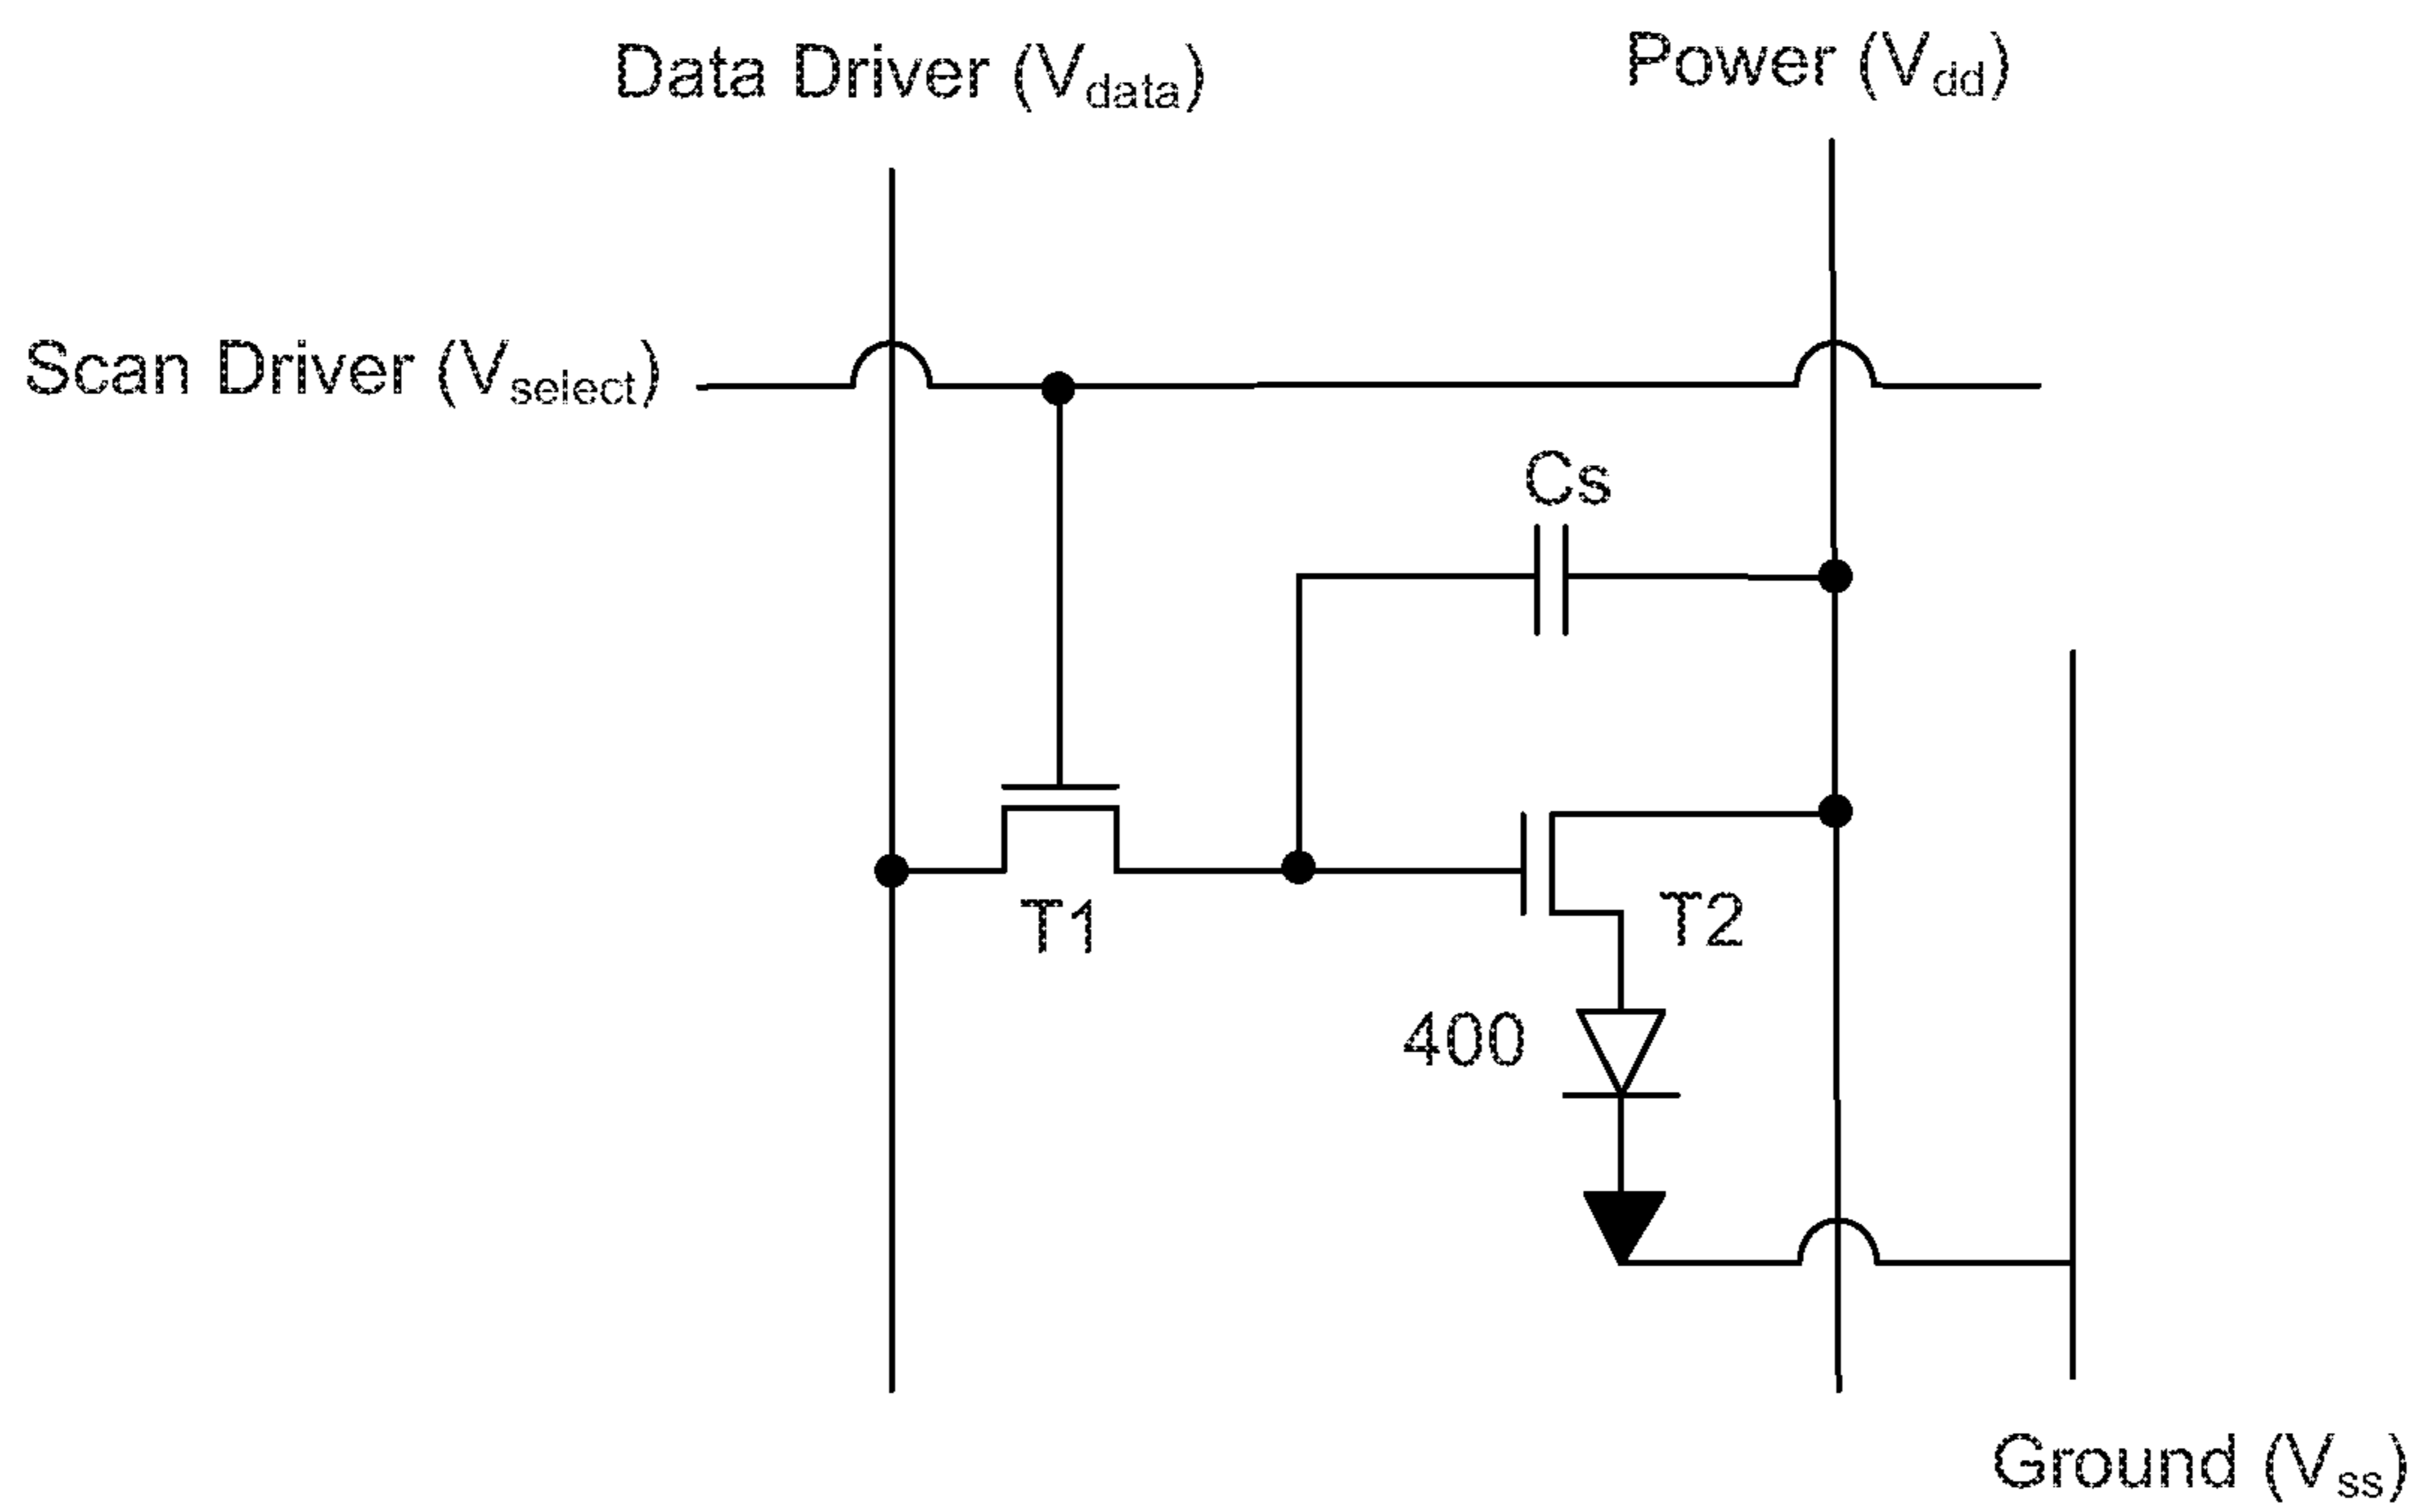 Data Driver (Vdata)
Power (Vdd)
Scan Driver (Vselect)
Cs
T1
T2
400
Ground (Vss)